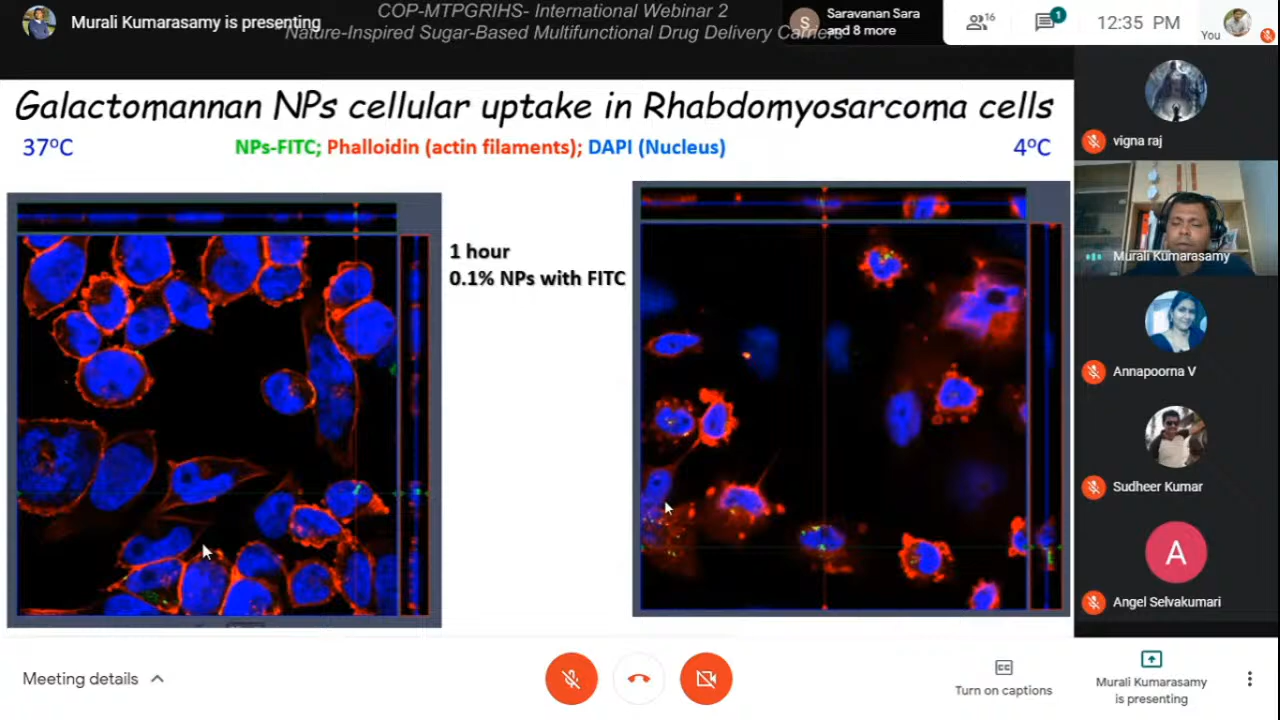 Murali Kumarasamy is presenting
COP-MTPGRIHS- International Webinar 2
Nature-Inspired Sugar-Based Multifunctional Drug Delivery Carriers
S
Saravanan Sara
and 8 more
16
1
12:35 PM
You
Galactomannan NPs cellular uptake in Rhabdomyosarcoma cells
37°C
NPs-FITC; Phalloidin (actin filaments); DAPI (Nucleus)
4°C
1 hour
0.1% NPs with FITC
vigna raj
Murali Kumarasamy
Annapoorna V
Sudheer Kumar
A
Angel Selvakumari
Meeting details
CC
Turn on captions
Murali Kumarasamy
is presenting